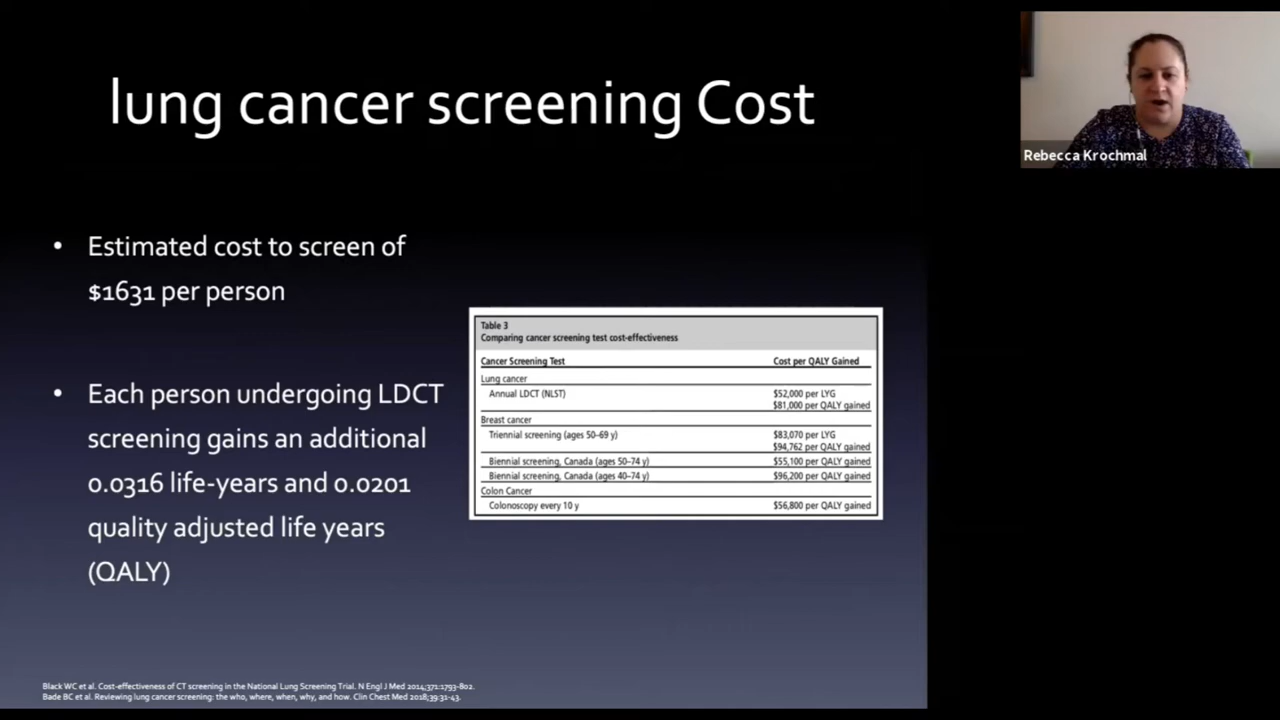 lung cancer screening Cost
Rebecca Krochmal
• Estimated cost to screen of
$1631 per person
• Each person undergoing LDCT
screening gains an additional
0.0316 life-years and 0.0201
quality adjusted life years
(QALY)
Table 3
Comparing cancer screening test cost-effectiveness
Cancer Screening Test Cost per QALY Gained
Lung cancer
Annual LDCT (NLST) $52,000 per LYG
$81,000 per QALY gained
Breast cancer
Triennial screening (ages 50–69 y) $83,070 per LYG
$94,762 per QALY gained
Biennial screening, Canada (ages 50–74 y) $55,100 per QALY gained
Biennial screening, Canada (ages 40–74 y) $96,200 per QALY gained
Colon Cancer
Colonoscopy every 10 y $56,800 per QALY gained
Black WC et al. Cost-effectiveness of CT screening in the National Lung Screening Trial. N Engl J Med 2014;371:1793-802.
Bade BC et al. Reviewing lung cancer screening: the who, where, when, why, and how. Clin Chest Med 2018;39:31-43.